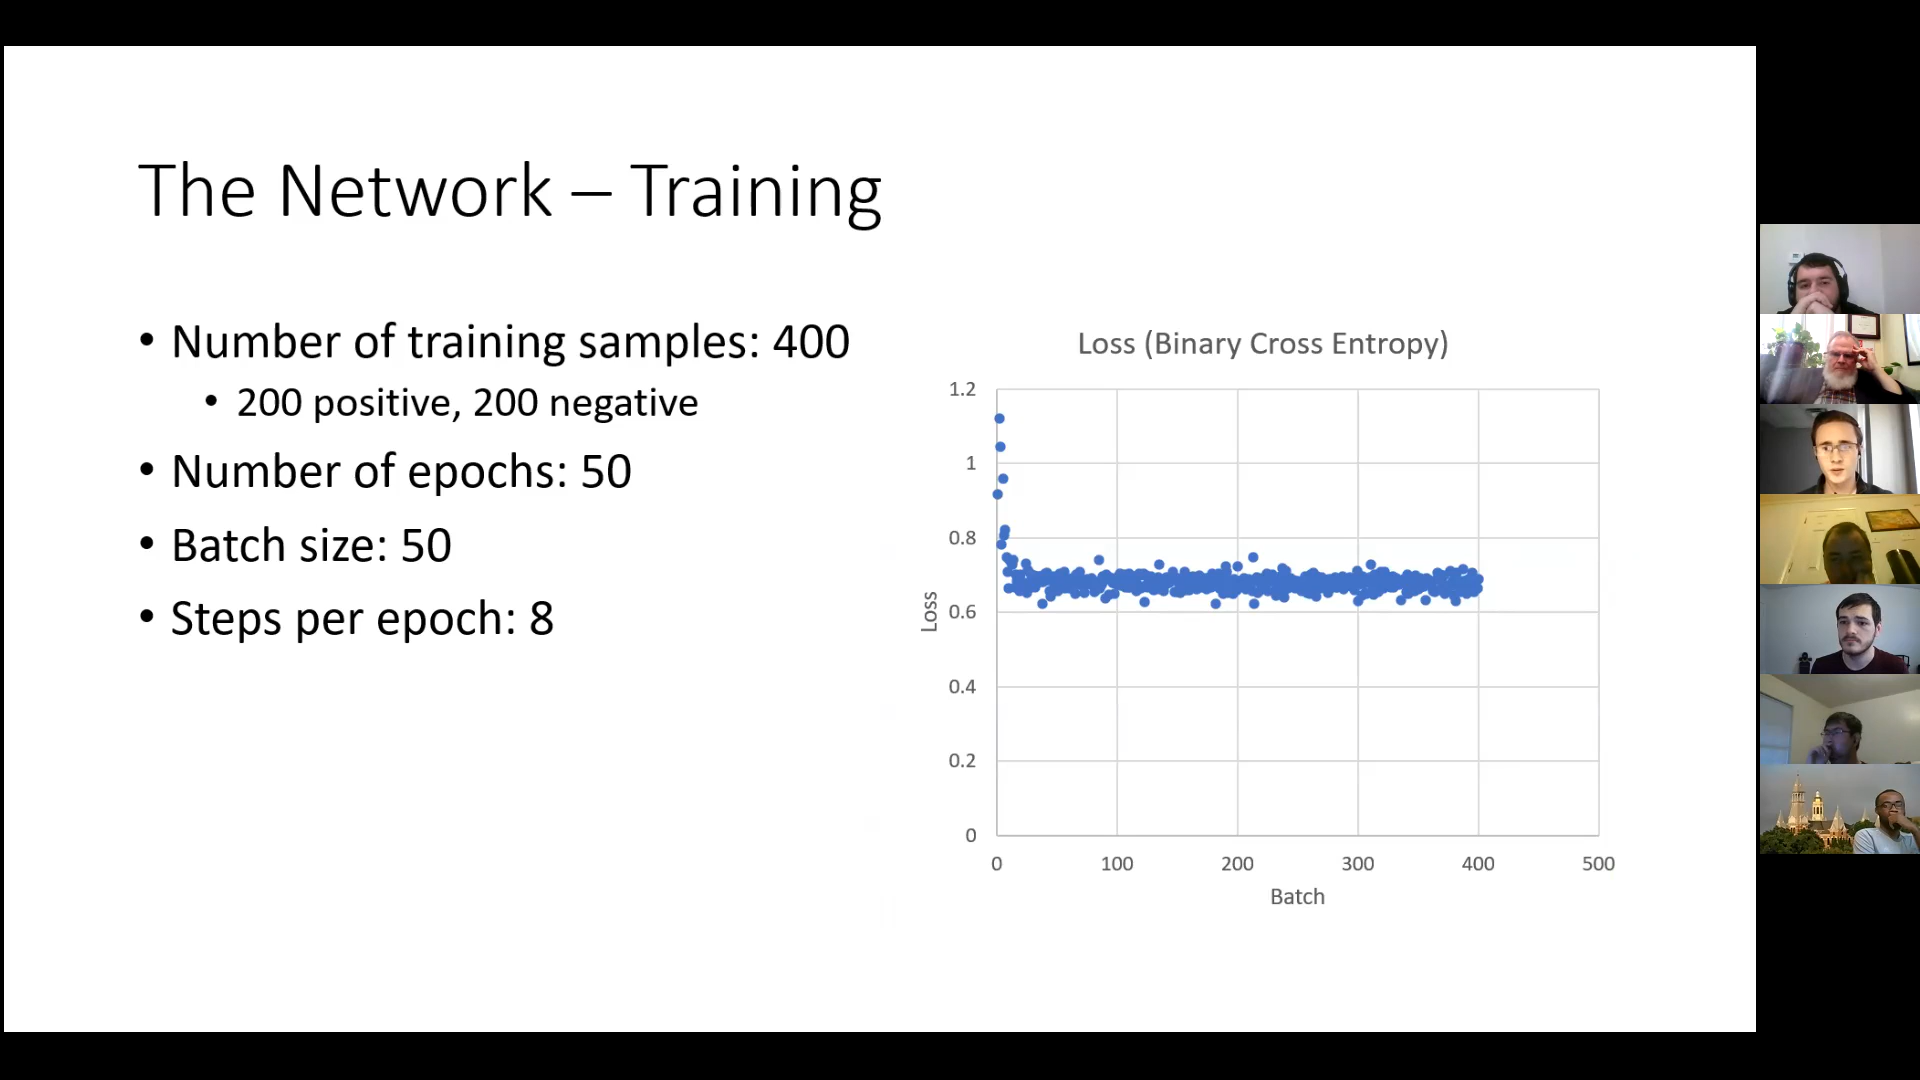 The Network – Training
• Number of training samples: 400
• 200 positive, 200 negative
• Number of epochs: 50
• Batch size: 50
• Steps per epoch: 8
Loss (Binary Cross Entropy)
1.2
1
0.8
0.6
0.4
0.2
0
Loss
0 100 200 300 400 500
Batch